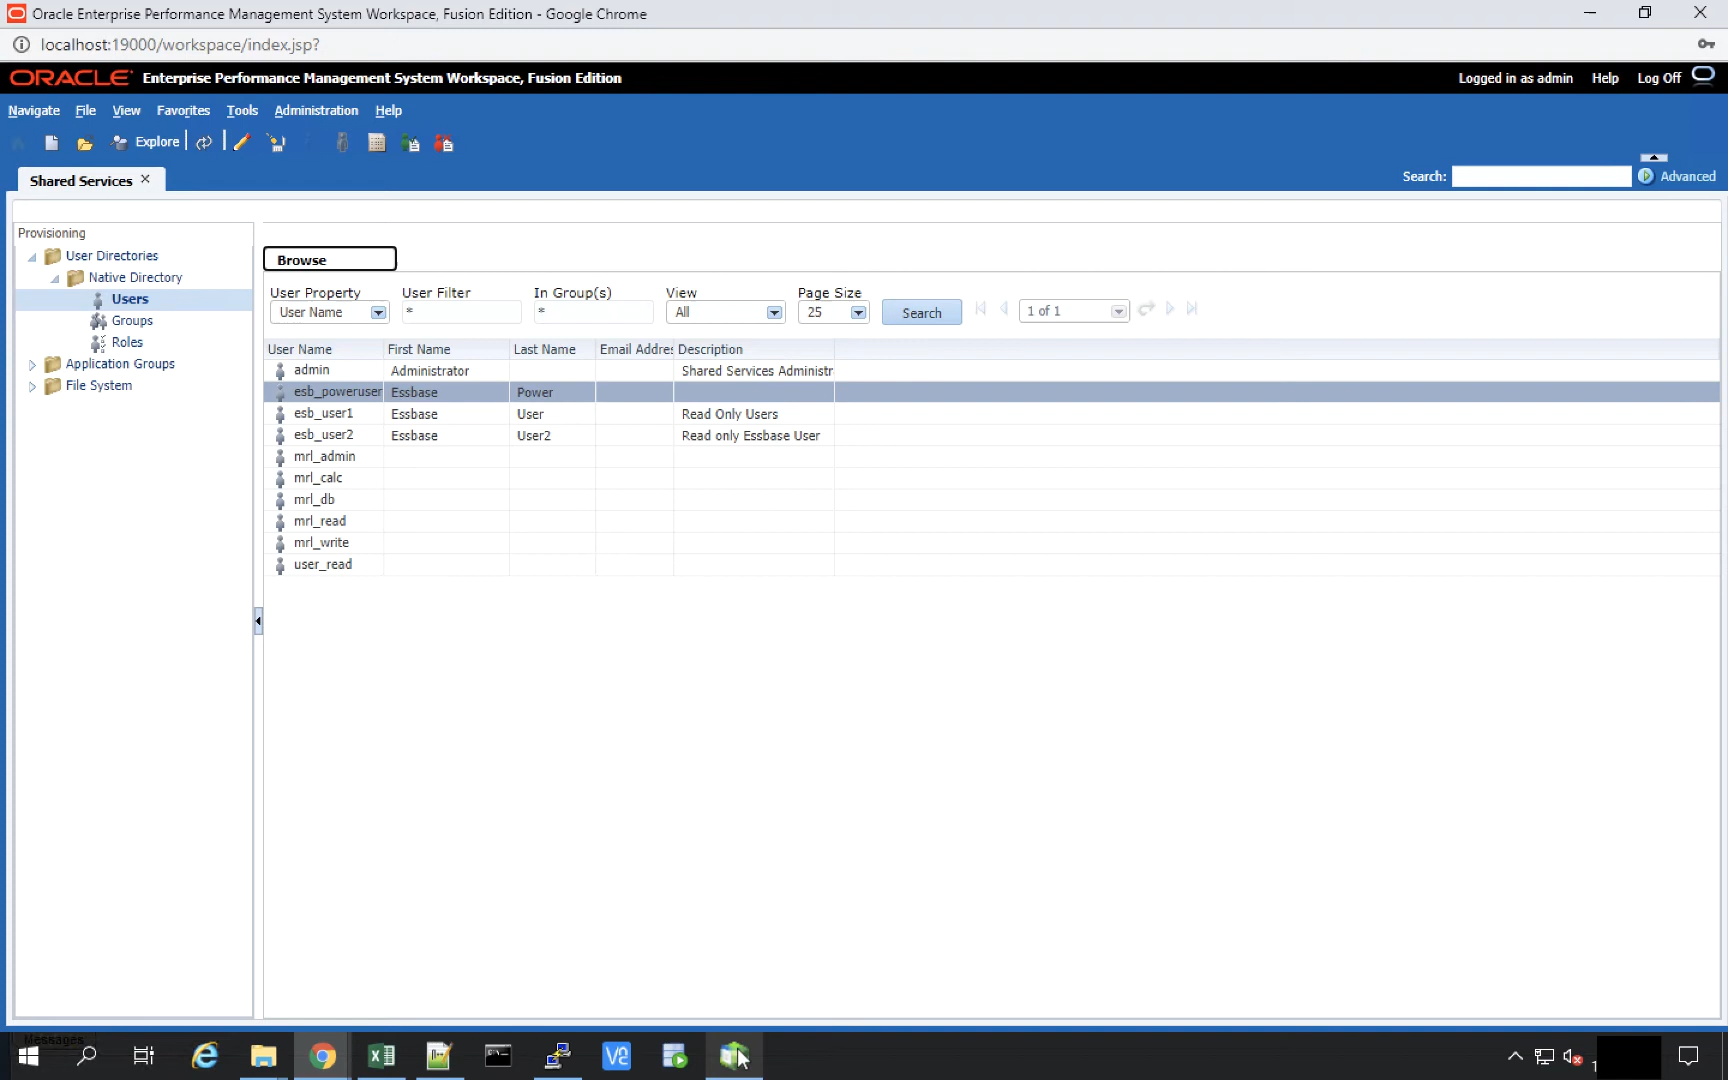 Oracle Enterprise Performance Management System Workspace, Fusion Edition - Google Chrome
localhost:19000/workspace/index.jsp?
ORACLE Enterprise Performance Management System Workspace, Fusion Edition
Logged in as admin Help Log Off
Navigate File View Favorites Tools Administration Help
Explore
Shared Services
Search: Advanced
Provisioning
User Directories
Native Directory
Users
Groups
Roles
Application Groups
File System
Browse
User Property User Filter In Group(s) View Page Size
User Name * * All 25 Search 1 of 1
User Name First Name Last Name Email Addres Description
admin Administrator Shared Services Administr
esb_poweruser Essbase Power
esb_user1 Essbase User Read Only Users
esb_user2 Essbase User2 Read only Essbase User
mrl_admin
mrl_calc
mrl_db
mrl_read
mrl_write
user_read
Messages